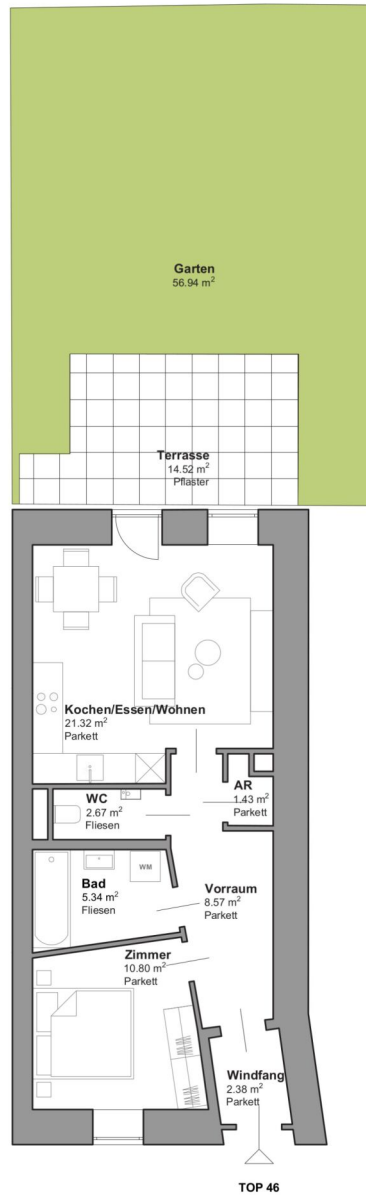 Garten
56.94 m²
Terrasse
14.52 m²
Pflaster
Kochen/Essen/Wohnen
21.32 m²
Parkett
AR
1.43 m²
Parkett
WC
2.67 m²
Fliesen
Bad
5.34 m²
Fliesen
WM
Vorraum
8.57 m²
Parkett
Zimmer
10.80 m²
Parkett
Windfang
2.38 m²
Parkett
TOP 46